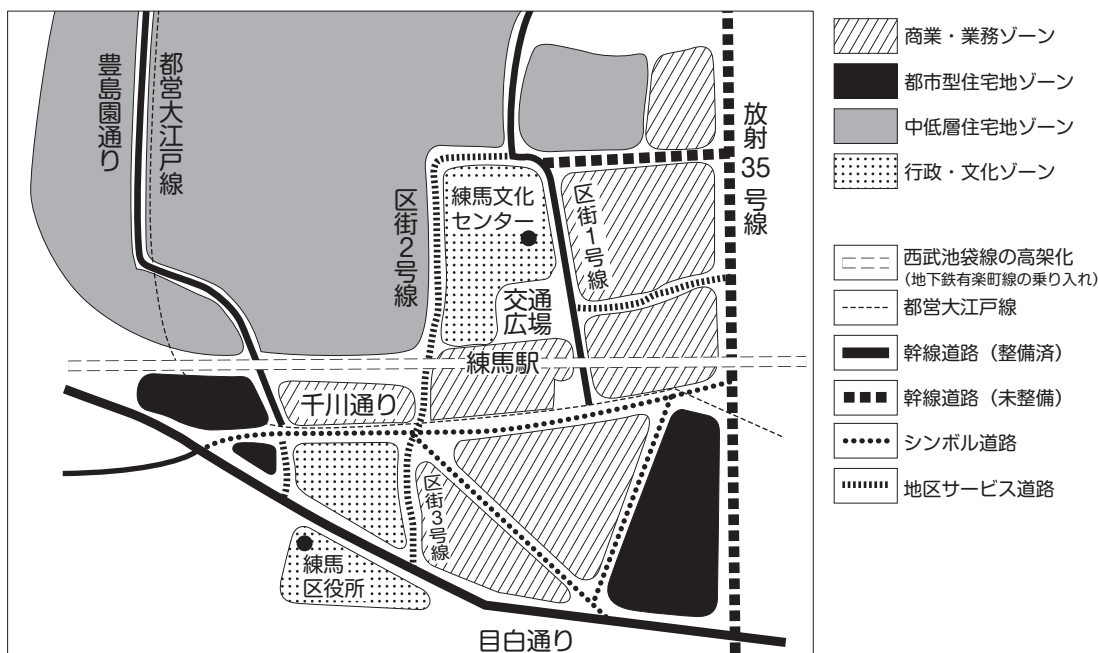 豊島園通り
都営大江戸線
区街2号線
練馬文化
センター
区街1号線
放射35号線
交通
広場
練馬駅
千川通り
区街3号線
練馬
区役所
目白通り
商業・業務ゾーン
都市型住宅地ゾーン
中低層住宅地ゾーン
行政・文化ゾーン
西武池袋線の高架化
(地下鉄有楽町線の乗り入れ)
都営大江戸線
幹線道路（整備済）
幹線道路（未整備）
シンボル道路
地区サービス道路